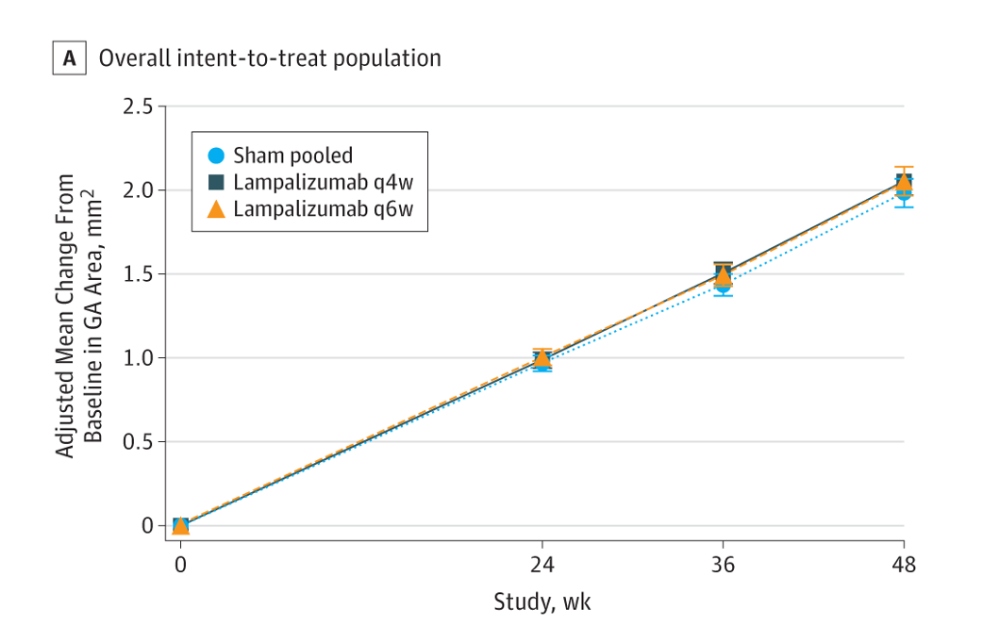 A Overall intent-to-treat population
2.5
2.0
1.5
1.0
0.5
0
Adjusted Mean Change From
Baseline in GA Area, mm²
Sham pooled
Lampalizumab q4w
Lampalizumab q6w
0 24 36 48
Study, wk